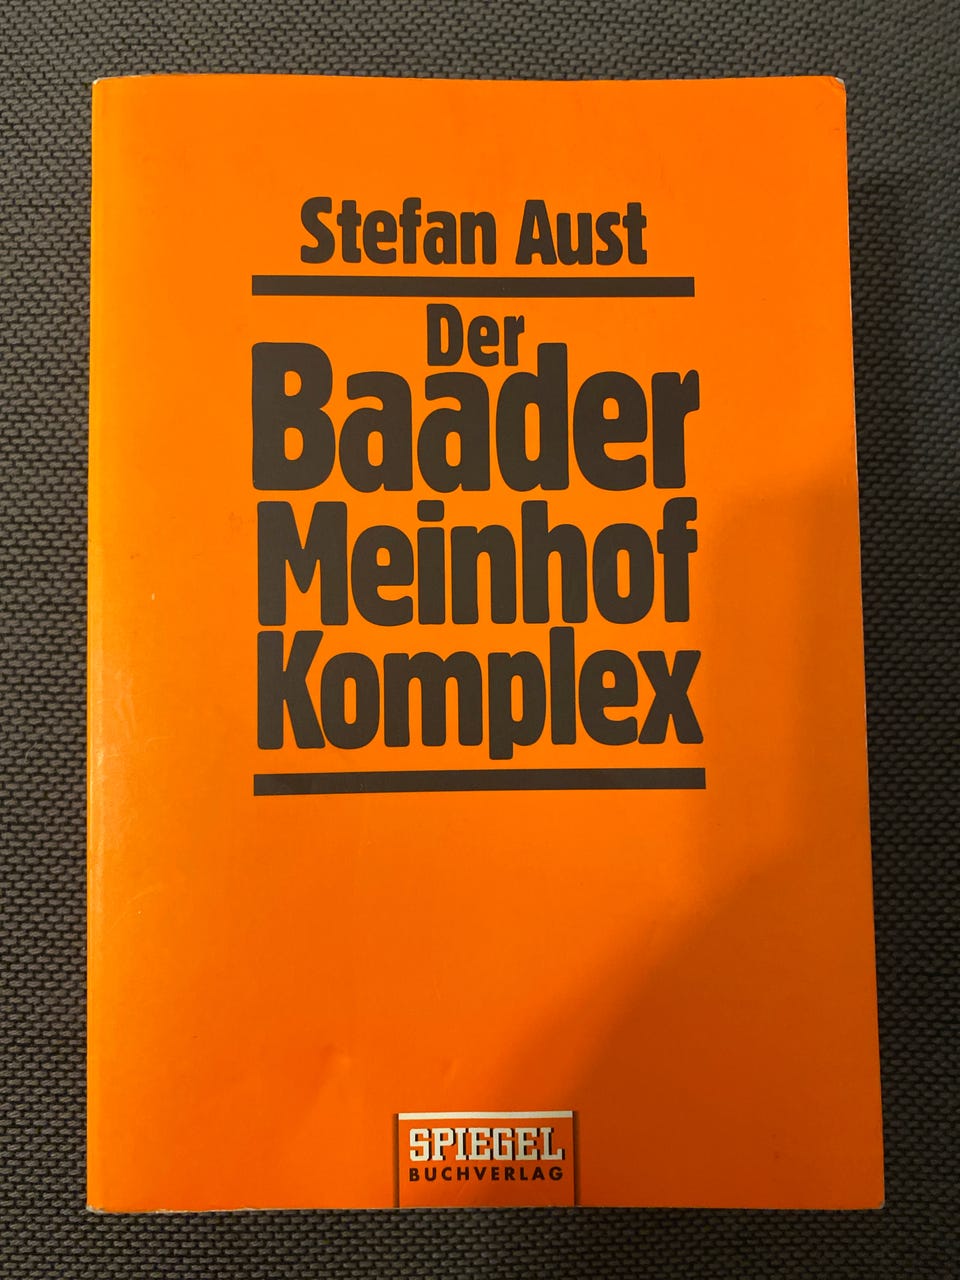 Stefan Aust
Der
Baader
Meinhof
Komplex
SPIEGEL
BUCHVERLAG